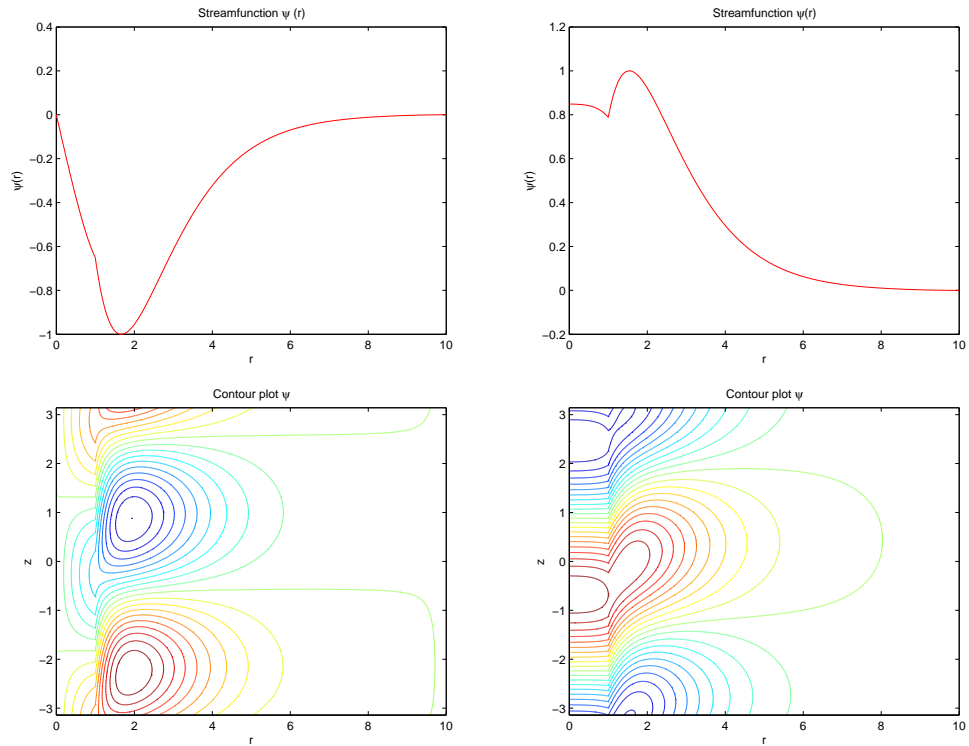 Streamfunction ψ (r)
0.4
0.2
0
−0.2
−0.4
−0.6
−0.8
−1
ψ(r)
0 2 4 6 8 10
r
Streamfunction ψ(r)
1.2
1
0.8
0.6
0.4
0.2
0
−0.2
ψ(r)
0 2 4 6 8 10
r
Contour plot ψ
3
2
1
0
−1
−2
−3
z
0 2 4 6 8 10
r
Contour plot ψ
3
2
1
0
−1
−2
−3
z
0 2 4 6 8 10
r